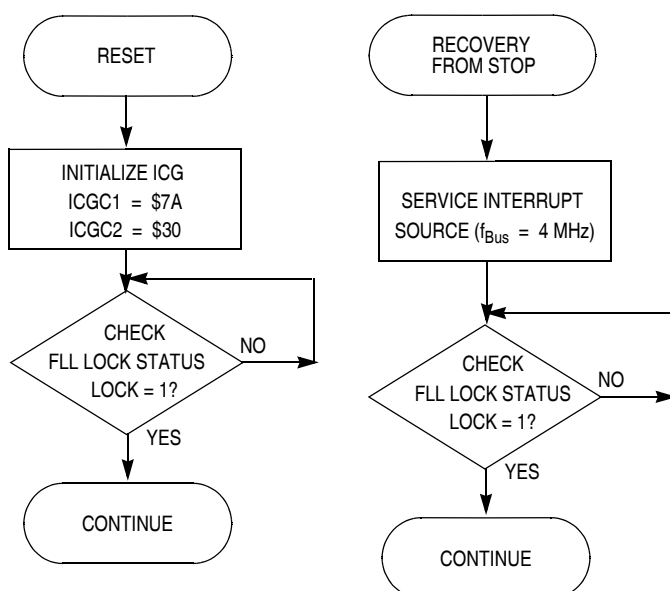 RESET
INITIALIZE ICG
ICGC1 = $7A
ICGC2 = $30
CHECK
FLL LOCK STATUS
LOCK = 1?
NO
YES
CONTINUE
RECOVERY
FROM STOP
SERVICE INTERRUPT
SOURCE (fBus = 4 MHz)
CHECK
FLL LOCK STATUS
LOCK = 1?
NO
YES
CONTINUE